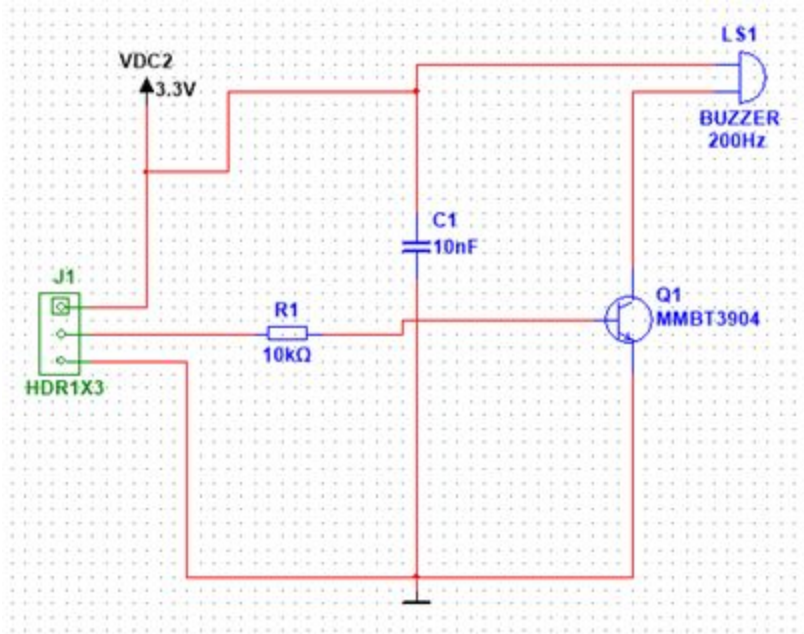 LS1
VDC2
3.3V
BUZZER
200Hz
C1
10nF
J1
R1
Q1
MMBT3904
10kΩ
HDR1X3